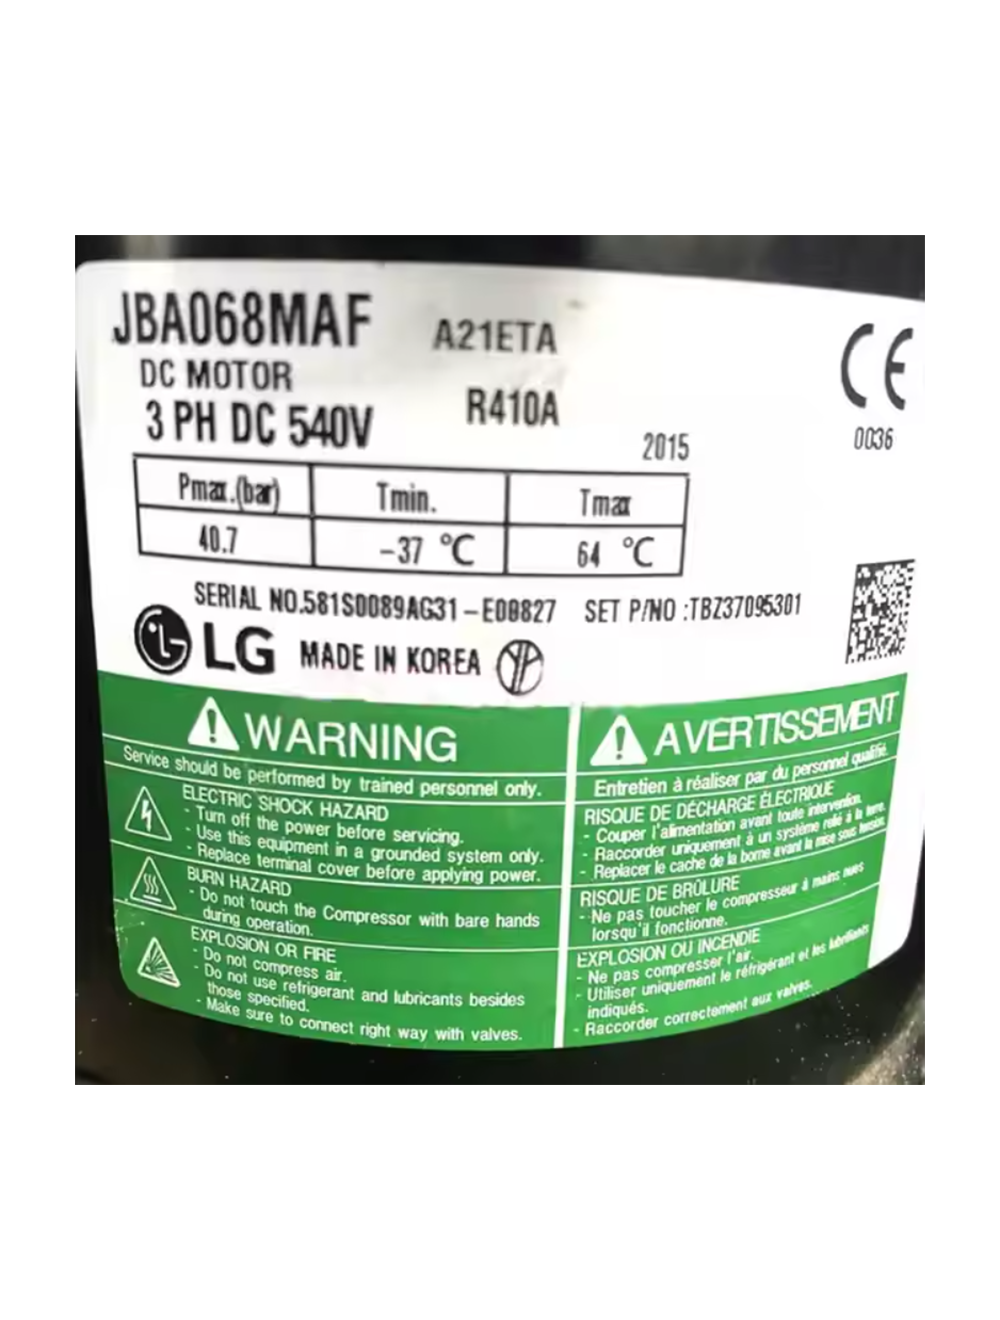 JBA068MAF A21ETA
DC MOTOR
3 PH DC 540V R410A
2015
CE
0036
Pmax.(bar) Tmin. Tmax
40.7 -37 °C 64 °C
SERIAL NO.581S0089AG31-E00827 SET P/NO :TBZ37095301
LG MADE IN KOREA
WARNING
Service should be performed by trained personnel only.
ELECTRIC SHOCK HAZARD
- Turn off the power before servicing.
- Use this equipment in a grounded system only.
- Replace terminal cover before applying power.
BURN HAZARD
- Do not touch the Compressor with bare hands
during operation.
EXPLOSION OR FIRE
- Do not compress air.
- Do not use refrigerant and lubricants besides
those specified.
- Make sure to connect right way with valves.
AVERTISSEMENT
Entretien à réaliser par du personnel qualifié.
RISQUE DE DÉCHARGE ÉLECTRIQUE
- Couper l'alimentation avant toute intervention.
- Raccorder uniquement à un système relié à la terre.
- Replacer le cache de la borne avant la mise sous tension.
RISQUE DE BRÛLURE
- Ne pas toucher le compresseur à mains nues
lorsqu'il fonctionne.
EXPLOSION OU INCENDIE
- Ne pas compresser l'air.
- Utiliser uniquement le réfrigérant et les lubrifiants
indiqués.
- Raccorder correctement aux valves.